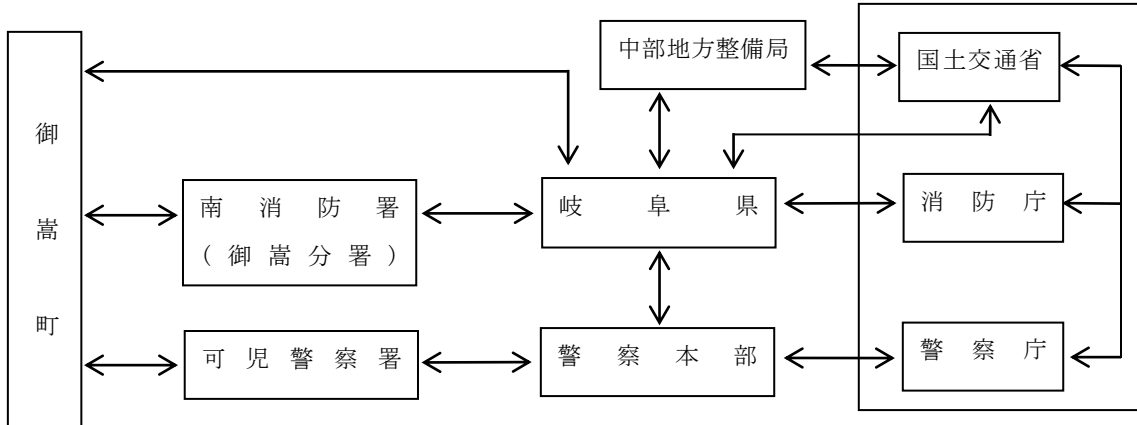 御嵩町
中部地方整備局
国土交通省
南消防署
(御嵩分署)
岐阜県
消防庁
可児警察署
警察本部
警察庁